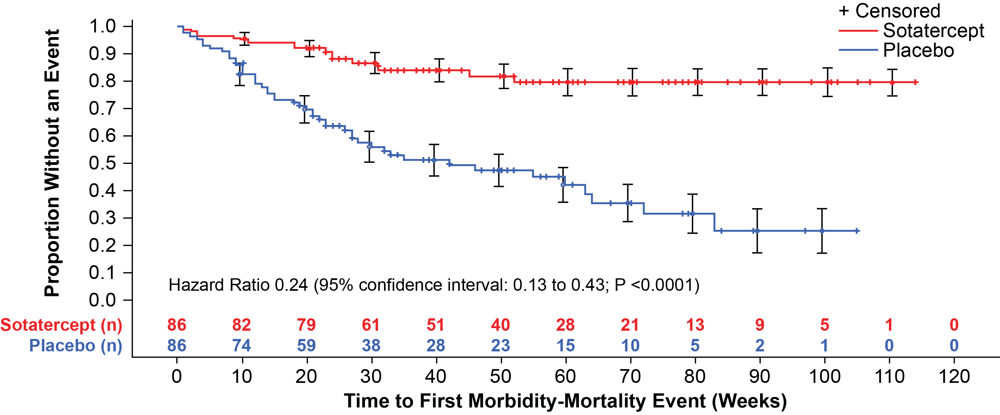 + Censored
Sotatercept
Placebo
Proportion Without an Event
1.0
0.9
0.8
0.7
0.6
0.5
0.4
0.3
0.2
0.1
0.0
Hazard Ratio 0.24 (95% confidence interval: 0.13 to 0.43; P <0.0001)
Sotatercept (n) 86 82 79 61 51 40 28 21 13 9 5 1 0
Placebo (n) 86 74 59 38 28 23 15 10 5 2 1 0 0
0 10 20 30 40 50 60 70 80 90 100 110 120
Time to First Morbidity-Mortality Event (Weeks)